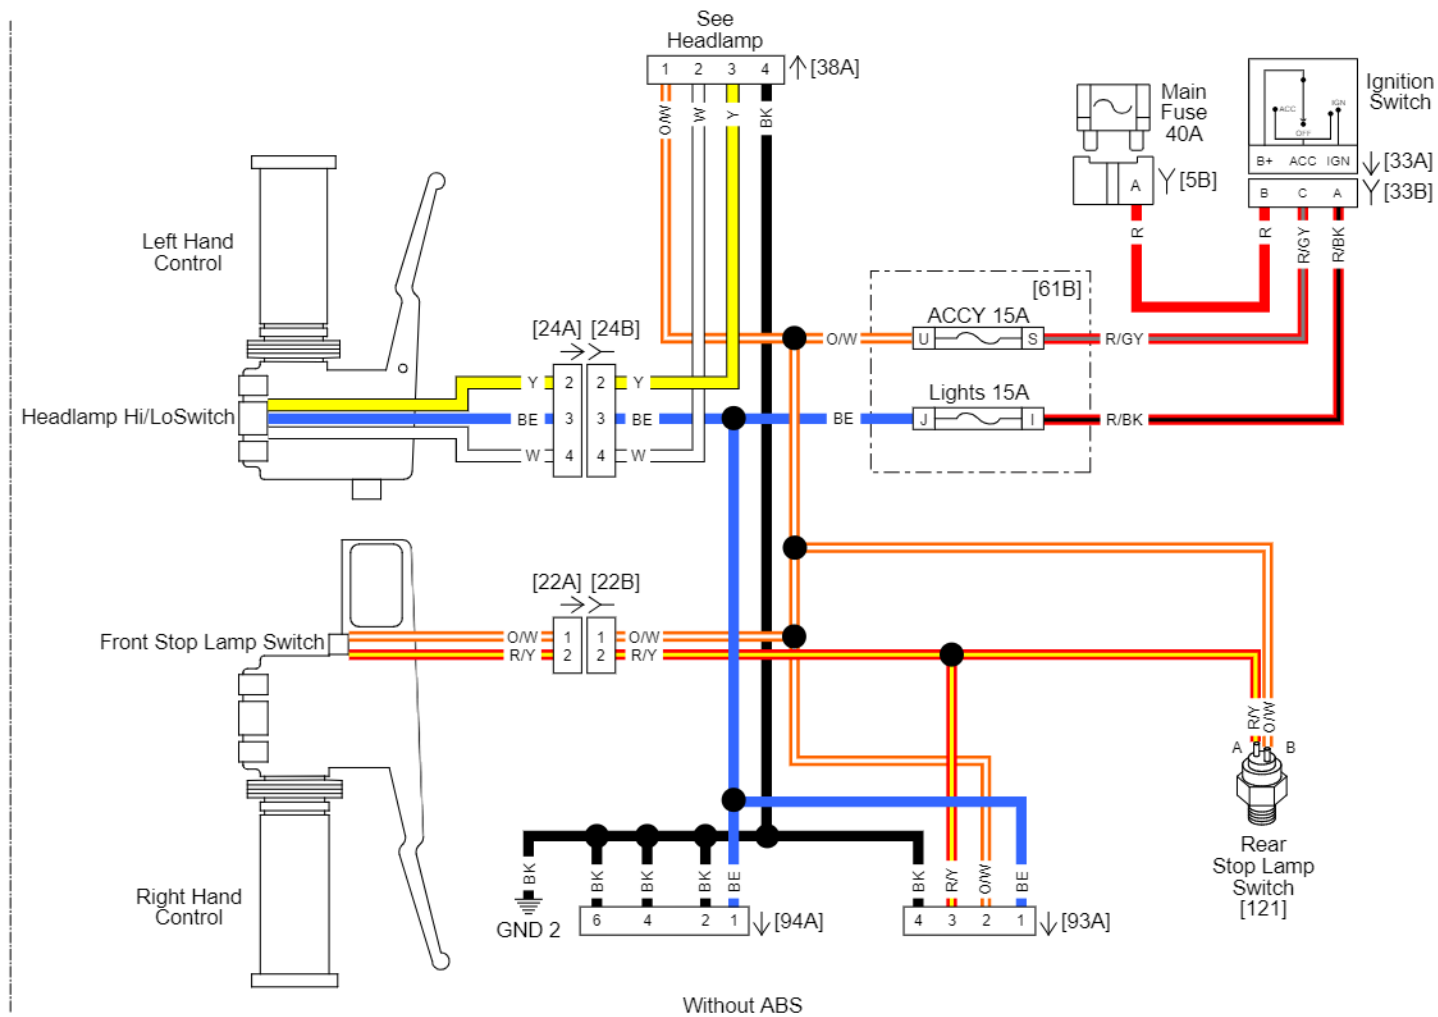 See
Headlamp
1 2 3 4 [38A]
O/W
W
Y
BK
Main
Fuse
40A
A [5B]
R
Ignition
Switch
ACC
IGN
OFF
B+ ACC IGN [33A]
B C A [33B]
R
R/GY
R/BK
Left Hand
Control
[61B]
ACCY 15A
O/W U S R/GY
[24A] [24B]
Y 2 2 Y
Lights 15A
Headlamp Hi/LoSwitch BE 3 3 BE BE J I R/BK
W 4 4 W
[22A] [22B]
Front Stop Lamp Switch O/W 1 1 O/W
R/Y 2 2 R/Y
R/Y
O/W
A B
Rear
Stop Lamp
Switch
[121]
Right Hand
Control
BK
GND 2
BK BK BK BE
6 4 2 1 [94A]
BK R/Y O/W BE
4 3 2 1 [93A]
Without ABS